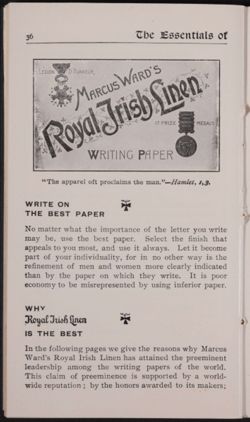 36
The Essentials of
LEGION D'HONNEUR
MARCUS WARD'S
Royal Irish Linen
1ST PRIZE MEDALS
WRITING PAPER
"The apparel oft proclaims the man."—Hamlet, 1,3.
WRITE ON
THE BEST PAPER
No matter what the importance of the letter you write
may be, use the best paper. Select the finish that
appeals to you most, and use it always. Let it become
part of your individuality, for in no other way is the
refinement of men and women more clearly indicated
than by the paper on which they write. It is poor
economy to be misrepresented by using inferior paper.
WHY
Royal Irish Linen
IS THE BEST
In the following pages we give the reasons why Marcus
Ward's Royal Irish Linen has attained the preeminent
leadership among the writing papers of the world.
This claim of preeminence is supported by a world-
wide reputation; by the honors awarded to its makers;